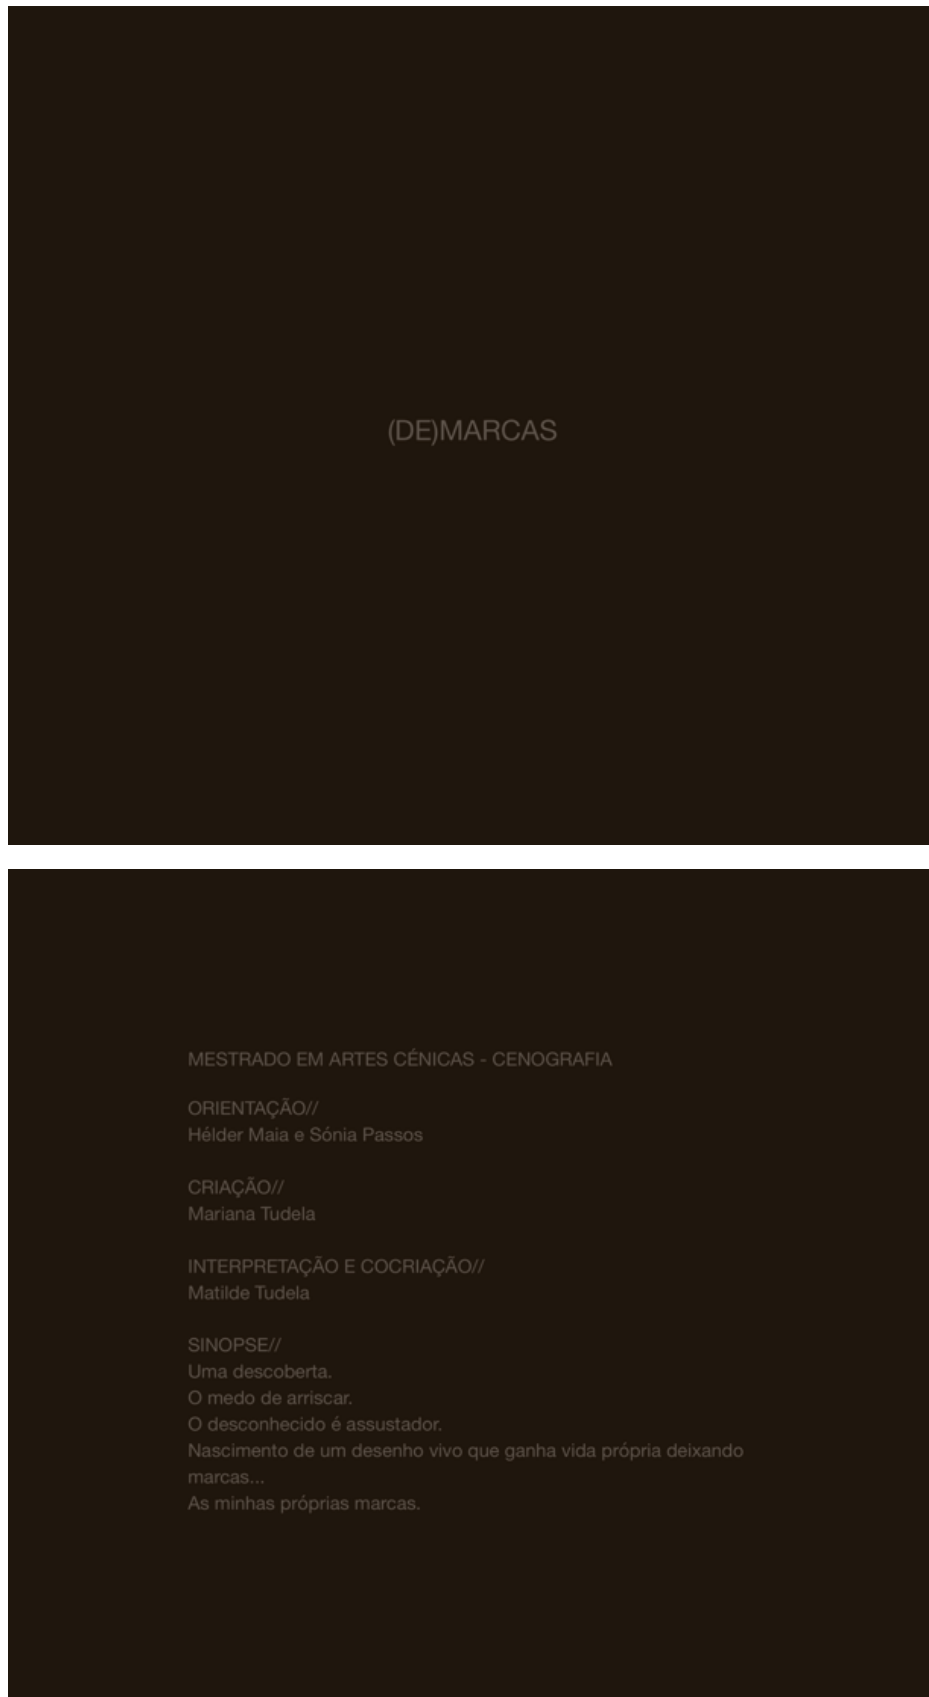 (DE)MARCAS
MESTRADO EM ARTES CÉNICAS - CENOGRAFIA
ORIENTAÇÃO//
Hélder Maia e Sónia Passos
CRIAÇÃO//
Mariana Tudela
INTERPRETAÇÃO E COCRIAÇÃO//
Matilde Tudela
SINOPSE//
Uma descoberta.
O medo de arriscar.
O desconhecido é assustador.
Nascimento de um desenho vivo que ganha vida própria deixando
marcas...
As minhas próprias marcas.